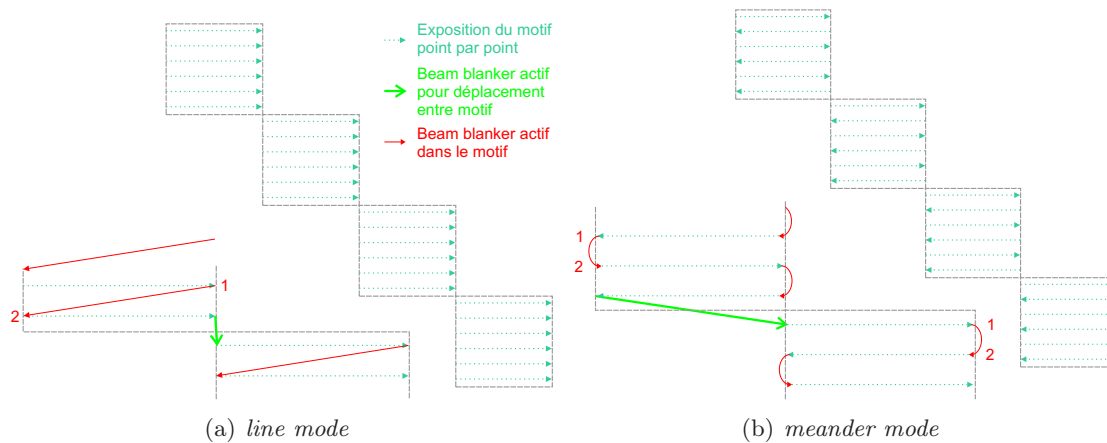 Exposition du motif
point par point
Beam blanker actif
pour déplacement
entre motif
Beam blanker actif
dans le motif
1
2
1
2
1
2
(a) line mode
(b) meander mode